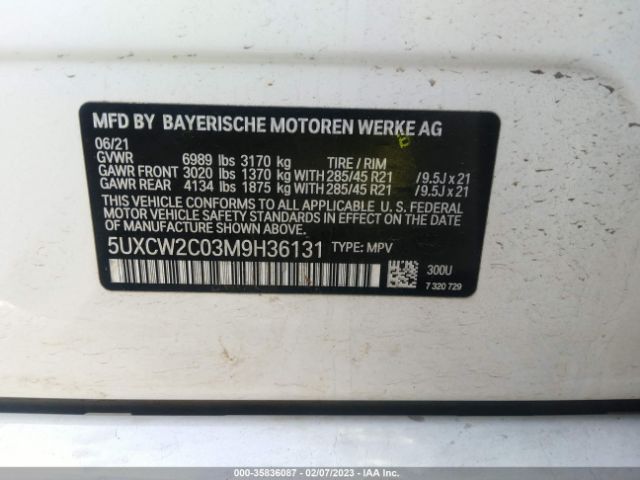 MFD BY BAYERISCHE MOTOREN WERKE AG
06/21
GVWR 6989 lbs 3170 kg TIRE / RIM
GAWR FRONT 3020 lbs 1370 kg WITH 285/45 R21 / 9.5J x 21
GAWR REAR 4134 lbs 1875 kg WITH 285/45 R21 / 9.5J x 21
THIS VEHICLE CONFORMS TO ALL APPLICABLE U. S. FEDERAL
MOTOR VEHICLE SAFETY STANDARDS IN EFFECT ON THE DATE OF
MANUFACTURE SHOWN ABOVE.
5UXCW2C03M9H36131 TYPE: MPV
300U
7 320 729
000-35836087 - 02/07/2023 - IAA Inc.